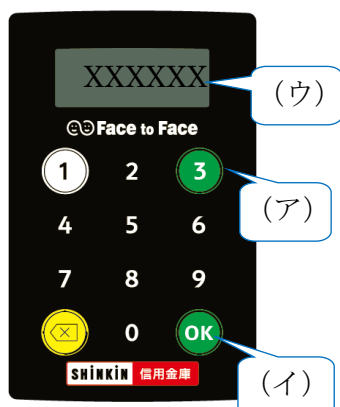 XXXXXX
(ウ)
Face to Face
1 2 3
(ア)
4 5 6
7 8 9
0 OK
SHiNKiN 信用金庫
(イ)